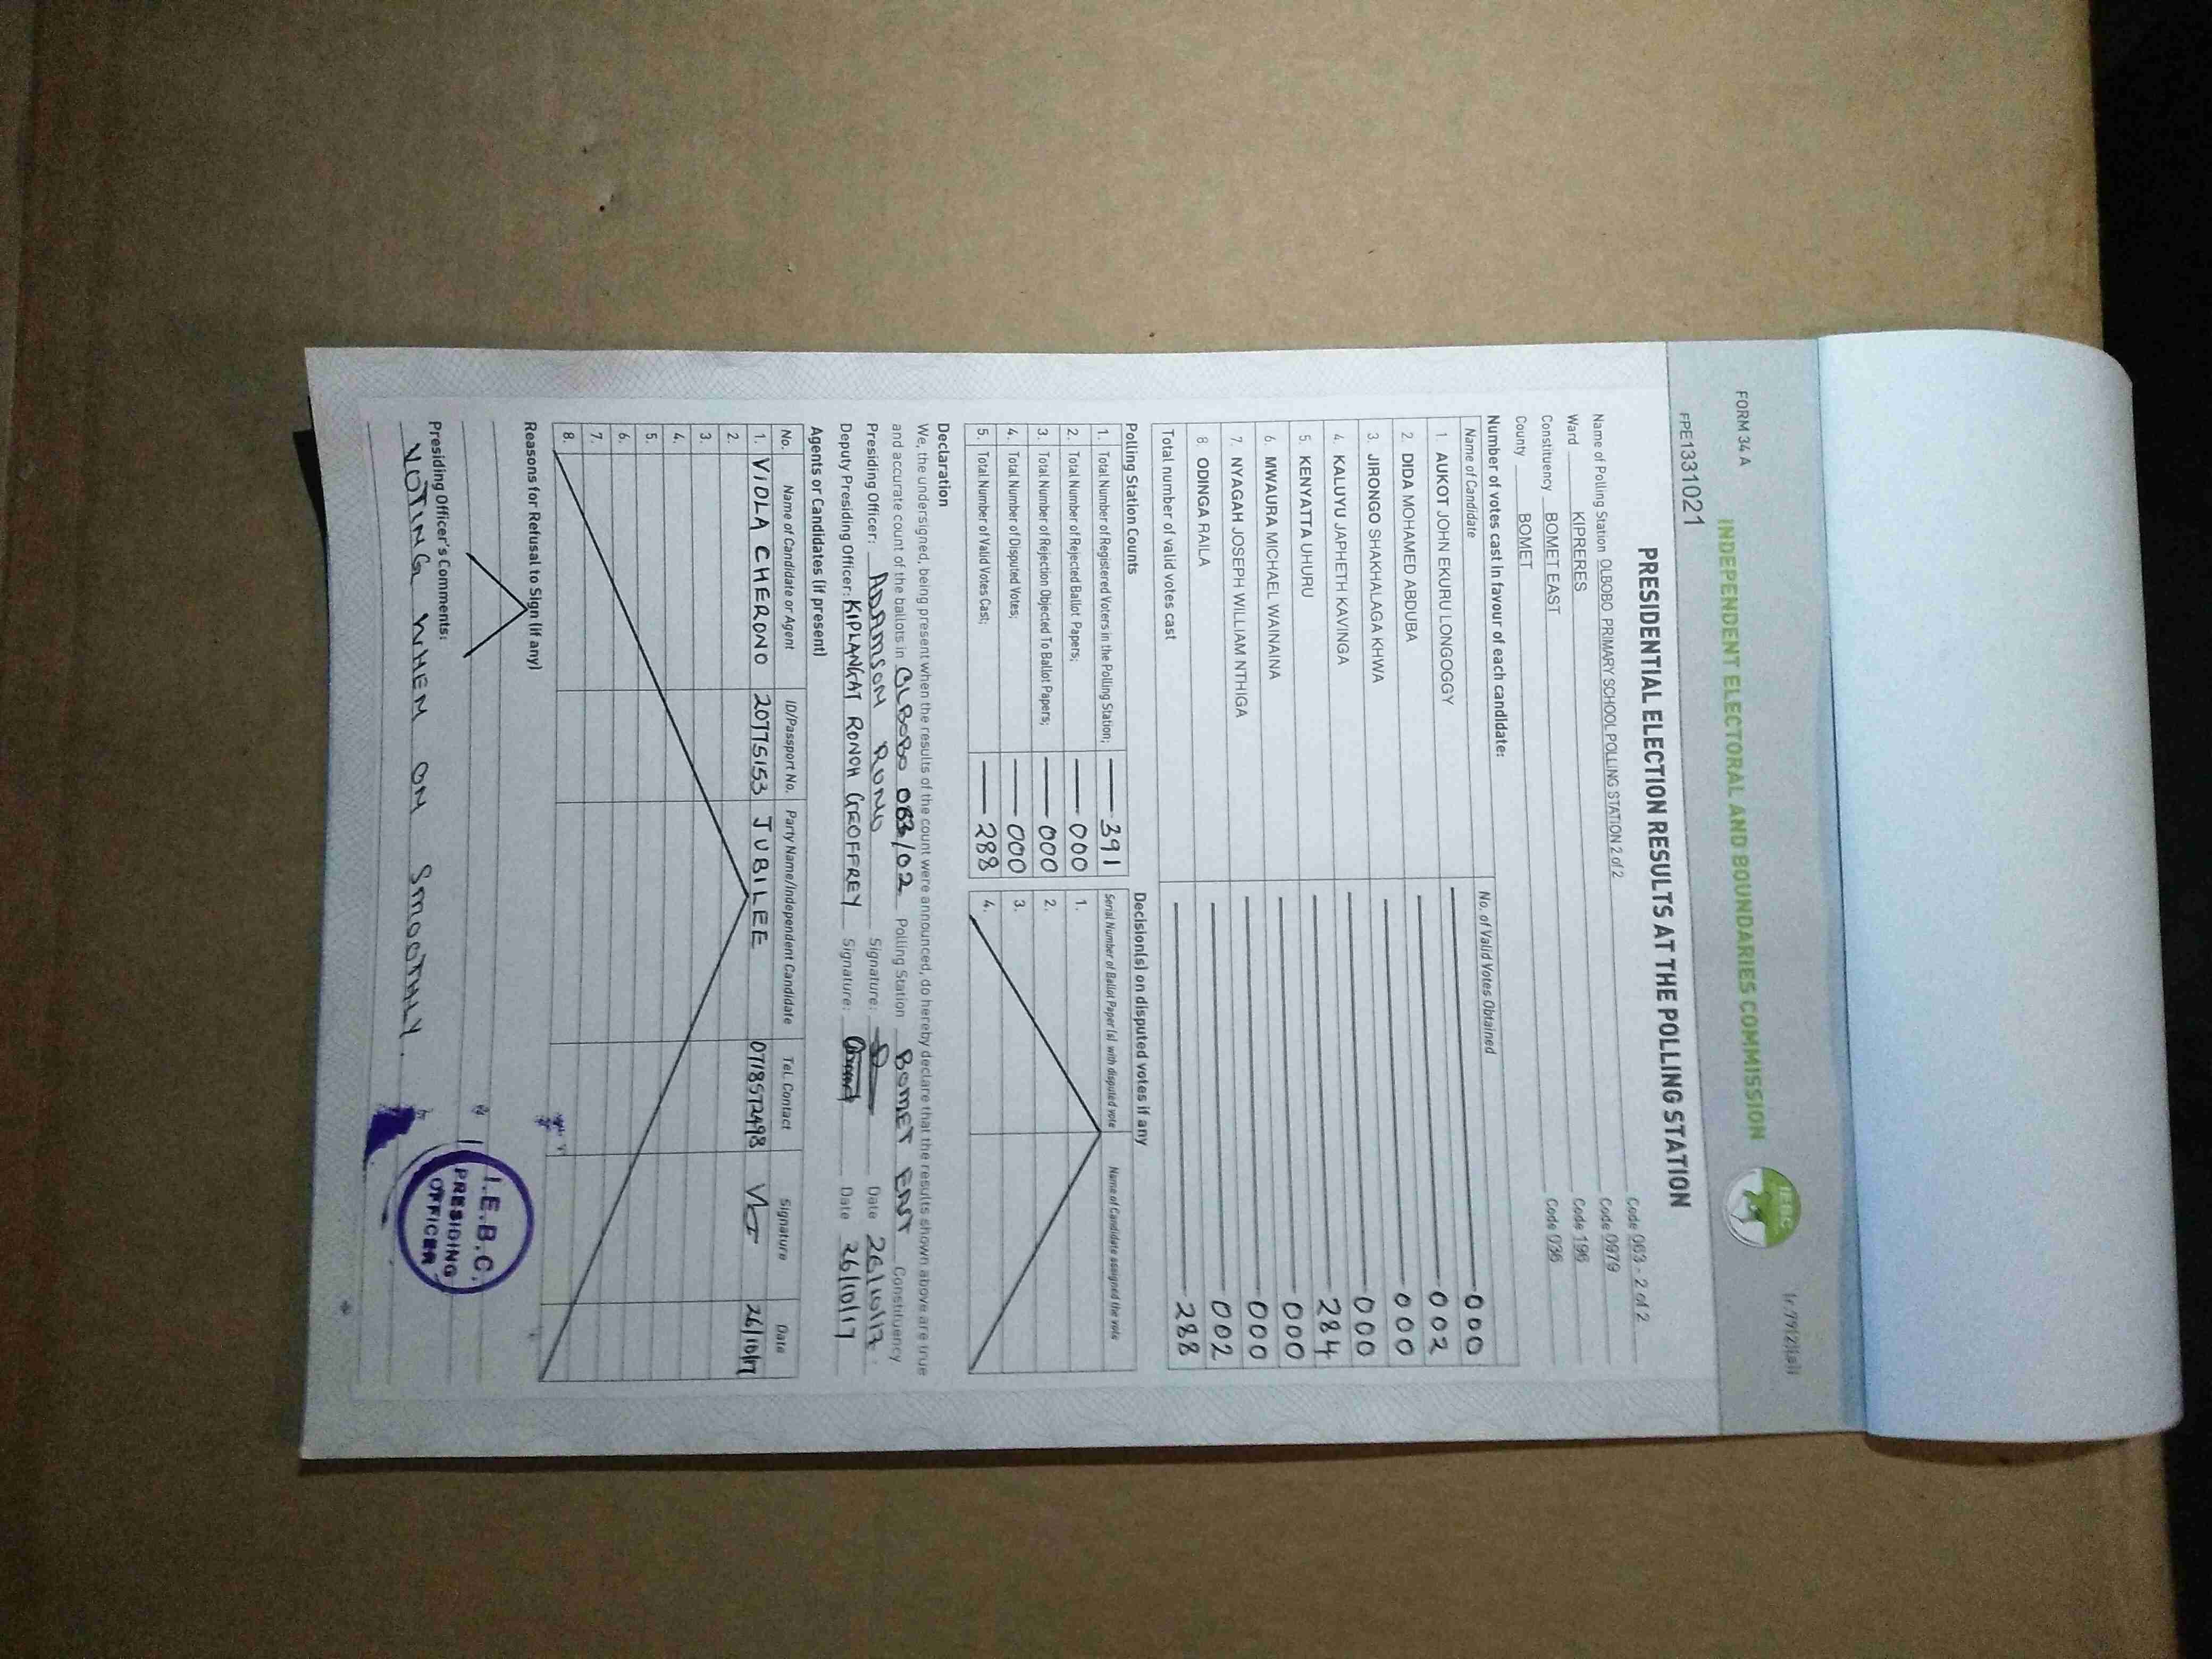 FORM 34 A
INDEPENDENT ELECTORAL AND BOUNDARIES COMMISSION
IEBC
FPE1331021
PRESIDENTIAL ELECTION RESULTS AT THE POLLING STATION
Name of Polling Station OLBOBO PRIMARY SCHOOL POLLING STATION 2 of 2 Code 063 - 2 of 2
Ward KIPRERES Code 0979
Constituency BOMET EAST Code 196
County BOMET Code 036
Number of votes cast in favour of each candidate:
Name of Candidate No. of Valid Votes Obtained
1. AUKOT JOHN EKURU LONGOGGY 000
2. DIDA MOHAMED ABDUBA 002
3. JIRONGO SHAKHALAGA KHWA 000
4. KALUYU JAPHETH KAVINGA 000
5. KENYATTA UHURU 284
6. MWAURA MICHAEL WAINAINA 000
7. NYAGAH JOSEPH WILLIAM NTHIGA 000
8. ODINGA RAILA 002
Total number of valid votes cast 288
Polling Station Counts Decision(s) on disputed votes if any
1. Total Number of Registered Voters in the Polling Station; 391 Serial Number of Ballot Paper (s) with disputed vote Name of Candidate assigned the vote
2. Total Number of Rejected Ballot Papers; 000 1.
3. Total Number of Rejection Objected To Ballot Papers; 000 2.
4. Total Number of Disputed Votes; 000 3.
5. Total Number of Valid Votes Cast; 288 4.
Declaration
We, the undersigned, being present when the results of the count were announced, do hereby declare that the results shown above are true
and accurate count of the ballots in OLBOBO 063/02 Polling Station BOMET EAST Constituency
Presiding Officer: ADAMSON RONO Signature: Date 26/10/17
Deputy Presiding Officer: KIPLANGAT RONOH GEOFFREY Signature: Date 26/10/17
Agents or Candidates (if present)
No. Name of Candidate or Agent ID/Passport No. Party Name/Independent Candidate Tel. Contact Signature Date
1. VIOLA CHERONO 20775153 JUBILEE 0718572498 26/10/17
2.
3.
4.
5.
6.
7.
8.
Reasons for Refusal to Sign (if any)
Presiding Officer's Comments:
VOTING WHEN ON SMOOTHLY.
I.E.B.C.
PRESIDING
OFFICER